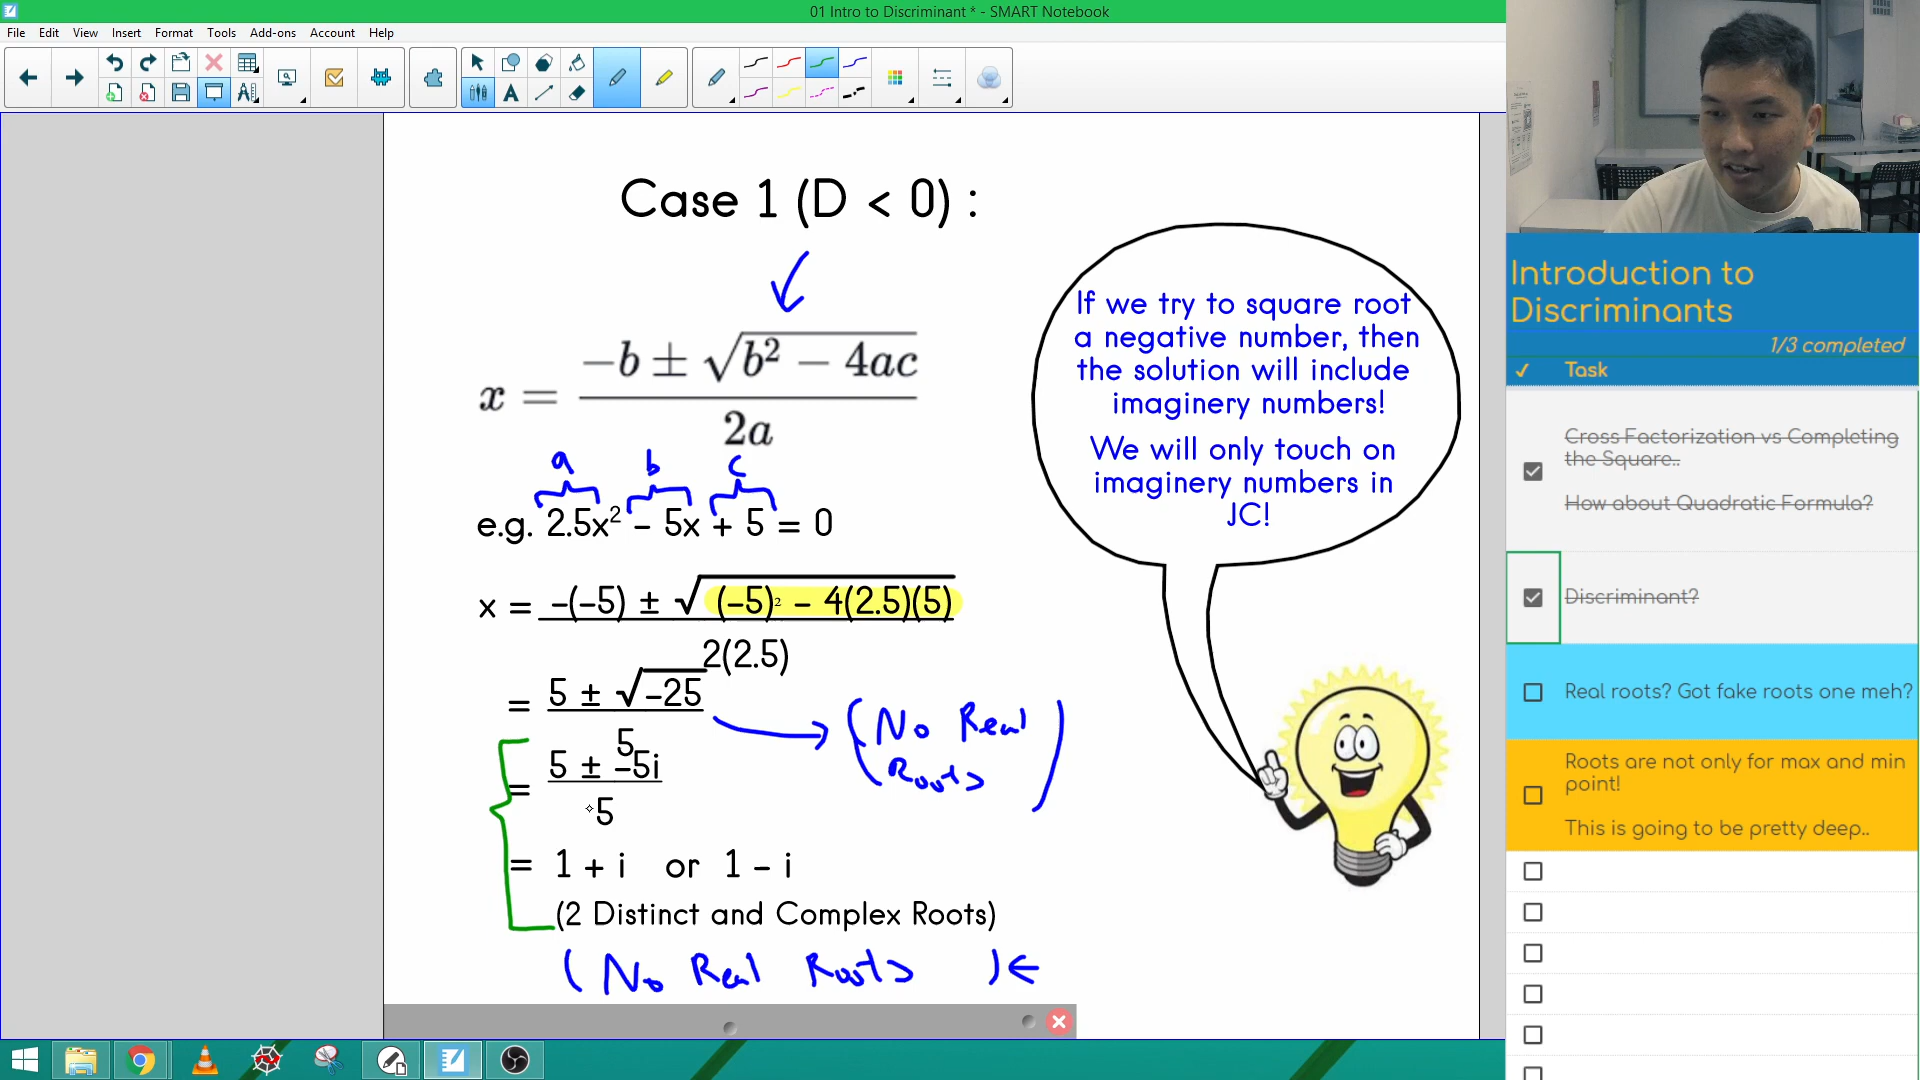 01 Intro to Discriminant * - SMART Notebook
File Edit View Insert Format Tools Add-ons Account Help
Case 1 (D < 0) :
x = −b ± √b² − 4ac
2a
a b c
e.g. 2.5x² − 5x + 5 = 0
x = −(−5) ± √(−5)² − 4(2.5)(5)
2(2.5)
= 5 ± √−25
5
= 5 ± −5i
5
= 1 + i or 1 − i
(2 Distinct and Complex Roots)
(No Real Roots)
(No Real
Roots)
If we try to square root
a negative number, then
the solution will include
imaginery numbers!
We will only touch on
imaginery numbers in
JC!
Introduction to
Discriminants
1/3 completed
✓ Task
Cross Factorization vs Completing
the Square..
How about Quadratic Formula?
Discriminant?
Real roots? Got fake roots one meh?
Roots are not only for max and min
point!
This is going to be pretty deep..